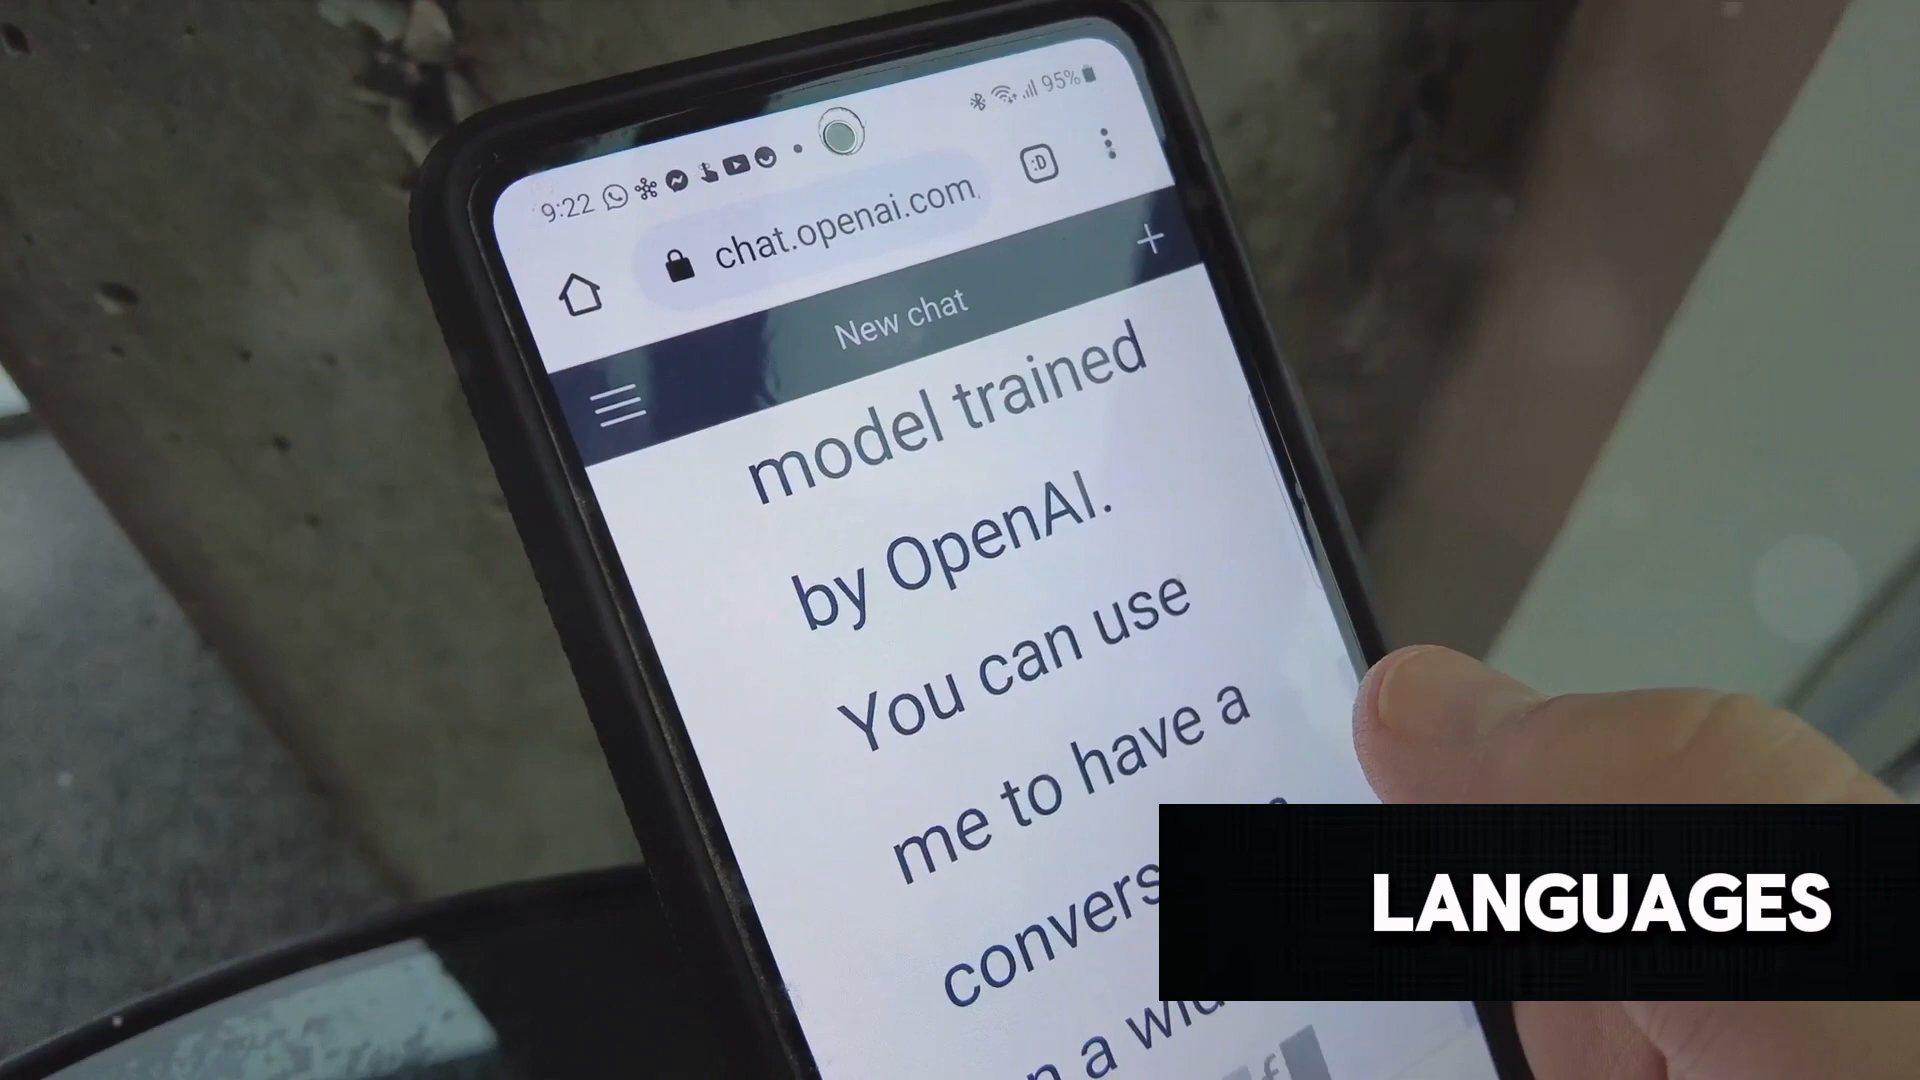 9:22 95%
chat.openai.com
:D
New chat
model trained
by OpenAI.
You can use
me to have a
convers
a
LANGUAGES